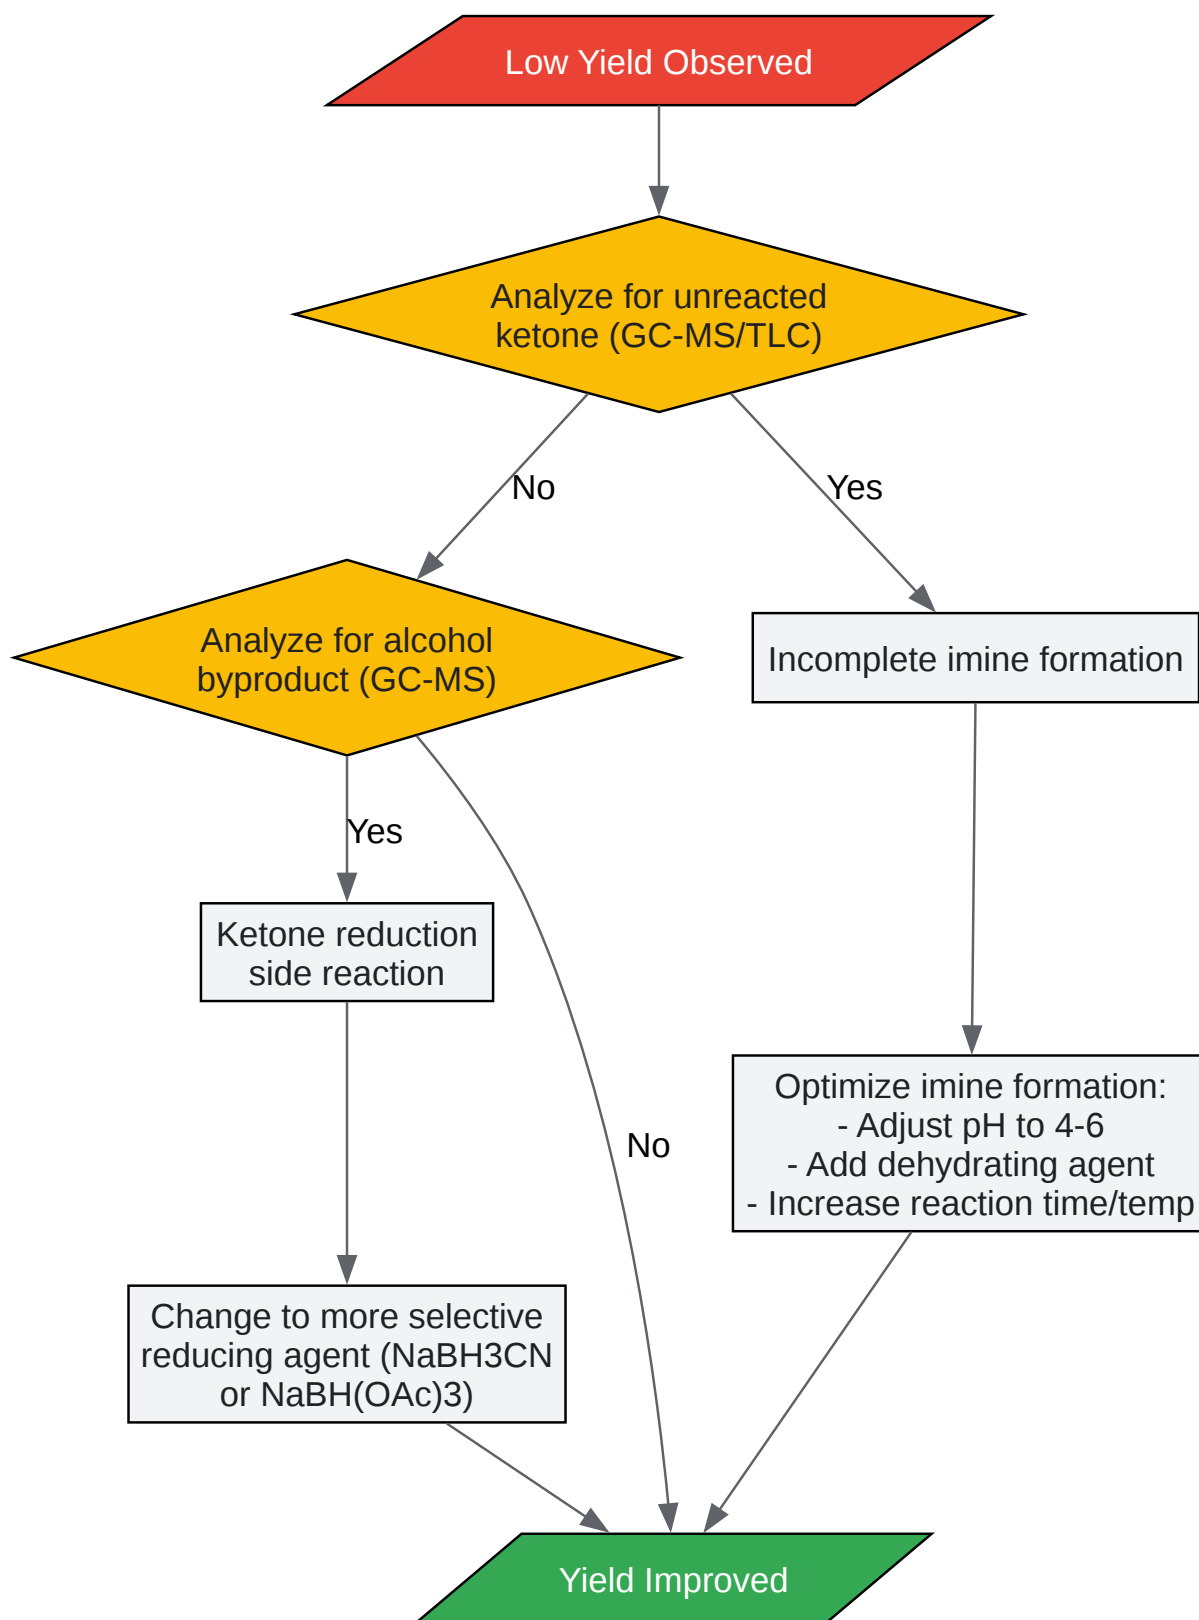 Low Yield Observed
Analyze for unreacted
ketone (GC-MS/TLC)
No
Yes
Analyze for alcohol
byproduct (GC-MS)
Incomplete imine formation
Yes
Ketone reduction
side reaction
No
Optimize imine formation:
- Adjust pH to 4-6
- Add dehydrating agent
- Increase reaction time/temp
Change to more selective
reducing agent (NaBH3CN
or NaBH(OAc)3)
Yield Improved